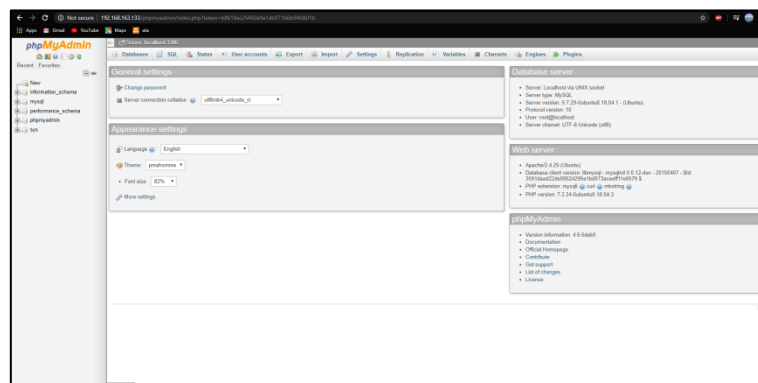 Not secure | 192.168.163.133/phpmyadmin/index.php
Apps Gmail YouTube Maps
phpMyAdmin
Recent Favorites
New
information_schema
mysql
performance_schema
phpmyadmin
sys
Server: localhost:3306
Databases SQL Status User accounts Export Import Settings Replication Variables Charsets Engines Plugins
General settings
Change password
Server connection collation utf8mb4_unicode_ci
Appearance settings
Language English
Theme: pmahomme
Font size: 82%
More settings
Database server
Server: Localhost via UNIX socket
Server type: MySQL
Server version: 5.7.29-0ubuntu0.18.04.1 - (Ubuntu)
Protocol version: 10
User: root@localhost
Server charset: UTF-8 Unicode (utf8)
Web server
Apache/2.4.29 (Ubuntu)
Database client version: libmysql - mysqlnd 5.0.12-dev - 20150407 - $Id:
PHP extension: mysqli curl mbstring
PHP version: 7.2.24-0ubuntu0.18.04.3
phpMyAdmin
Version information: 4.6.6deb5
Documentation
Official Homepage
Contribute
Get support
List of changes
License